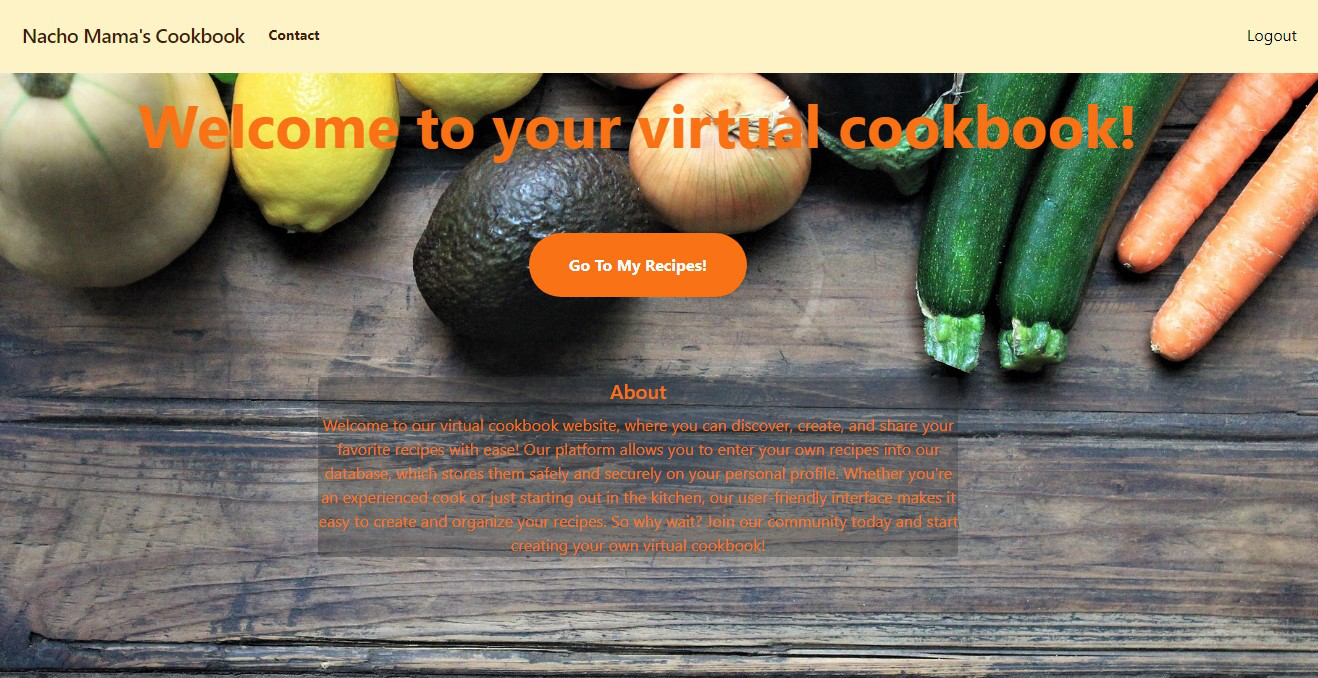 Nacho Mama's Cookbook Contact Logout
Welcome to your virtual cookbook!
Go To My Recipes!
About
Welcome to our virtual cookbook website, where you can discover, create, and share your
favorite recipes with ease! Our platform allows you to enter your own recipes into our
database, which stores them safely and securely on your personal profile. Whether you're
an experienced cook or just starting out in the kitchen, our user-friendly interface makes it
easy to create and organize your recipes. So why wait? Join our community today and start
creating your own virtual cookbook!